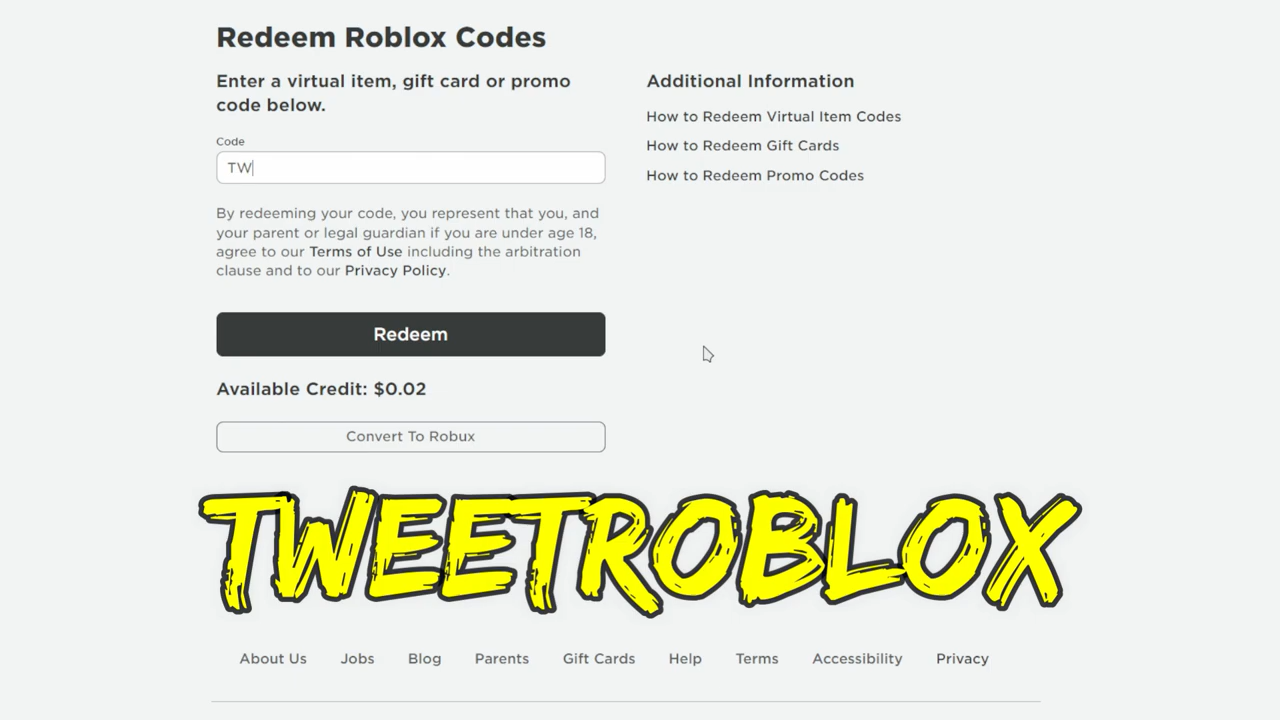 Redeem Roblox Codes
Enter a virtual item, gift card or promo
code below.
Code
TW
By redeeming your code, you represent that you, and
your parent or legal guardian if you are under age 18,
agree to our Terms of Use including the arbitration
clause and to our Privacy Policy.
Redeem
Available Credit: $0.02
Convert To Robux
Additional Information
How to Redeem Virtual Item Codes
How to Redeem Gift Cards
How to Redeem Promo Codes
TWEETROBLOX
About Us Jobs Blog Parents Gift Cards Help Terms Accessibility Privacy